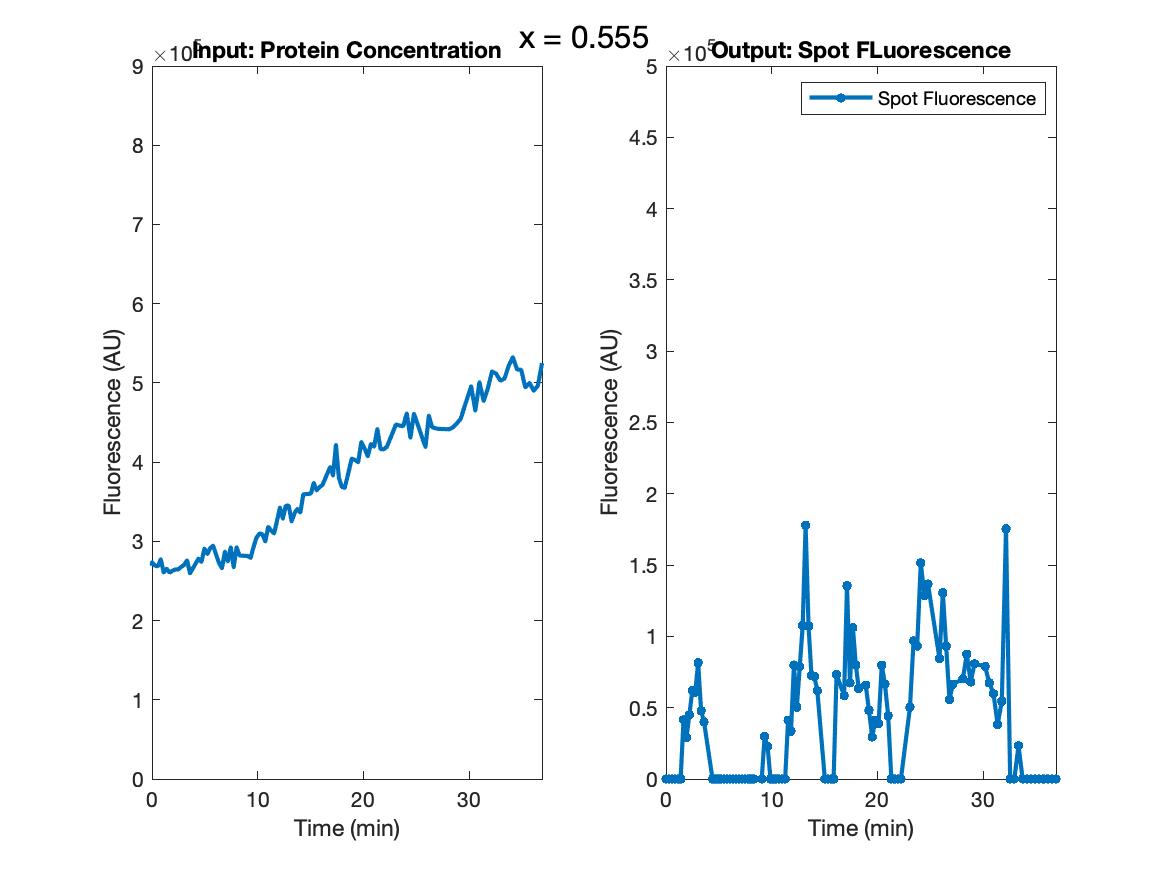 x = 0.555
×10⁵
Input: Protein Concentration
9
8
7
6
5
4
3
2
1
0
Fluorescence (AU)
0 10 20 30
Time (min)
×10⁵
Output: Spot FLuorescence
Spot Fluorescence
5
4.5
4
3.5
3
2.5
2
1.5
1
0.5
0
Fluorescence (AU)
0 10 20 30
Time (min)